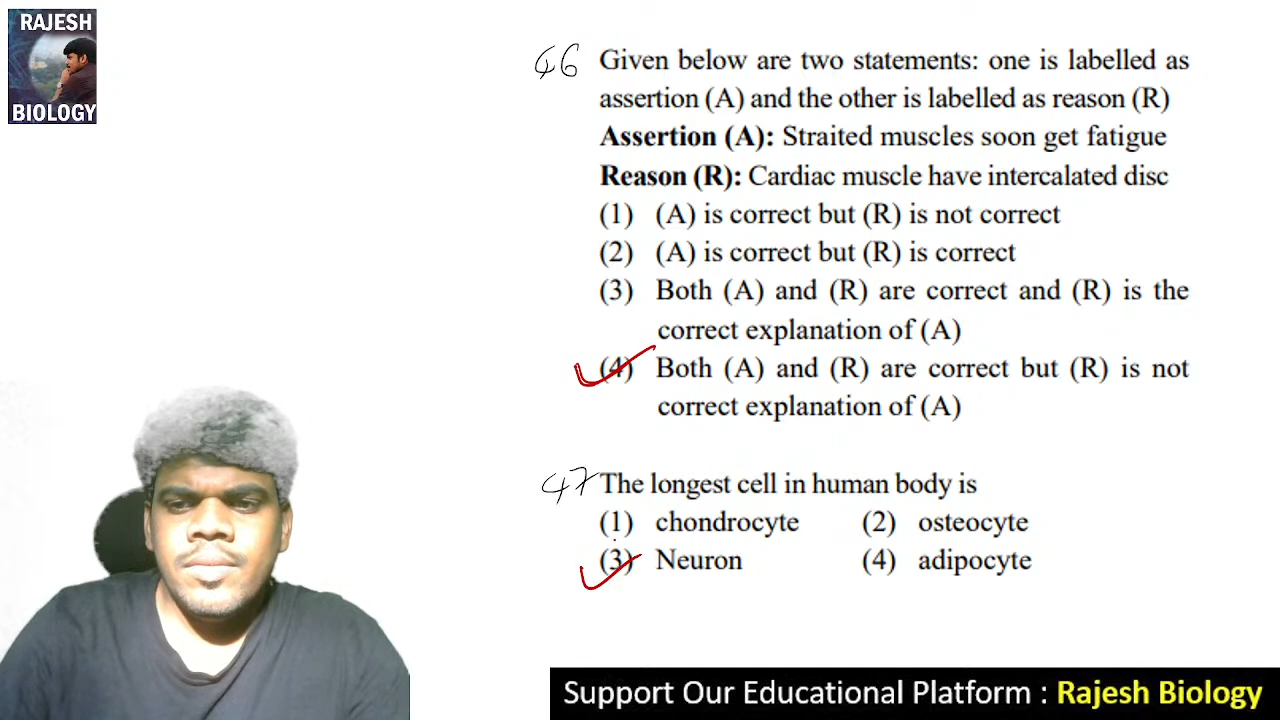 RAJESH
BIOLOGY
46 Given below are two statements: one is labelled as
assertion (A) and the other is labelled as reason (R)
Assertion (A): Straited muscles soon get fatigue
Reason (R): Cardiac muscle have intercalated disc
(1) (A) is correct but (R) is not correct
(2) (A) is correct but (R) is correct
(3) Both (A) and (R) are correct and (R) is the
correct explanation of (A)
(4) Both (A) and (R) are correct but (R) is not
correct explanation of (A)
47 The longest cell in human body is
(1) chondrocyte (2) osteocyte
(3) Neuron (4) adipocyte
Support Our Educational Platform : Rajesh Biology